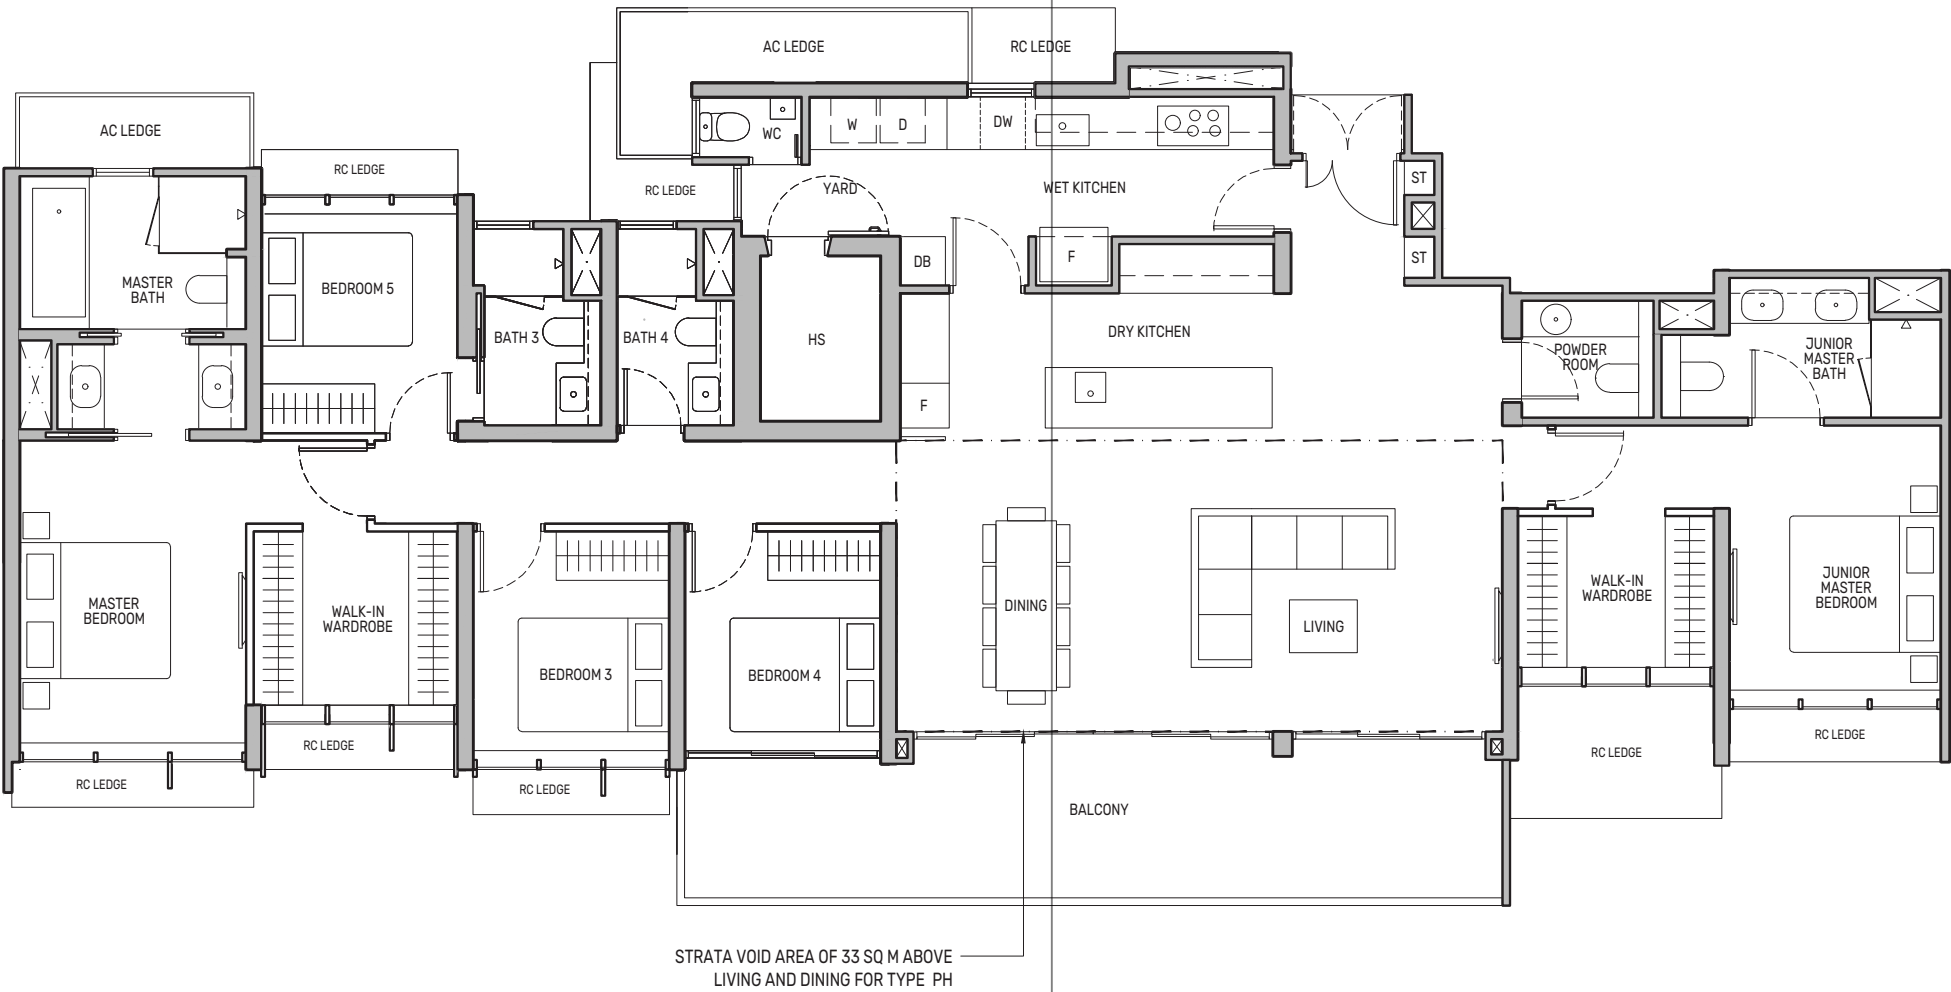 AC LEDGE
RC LEDGE
AC LEDGE
WC
W
D
DW
RC LEDGE
RC LEDGE
YARD
WET KITCHEN
ST
ST
MASTER
BATH
BEDROOM 5
DB
F
BATH 3
BATH 4
HS
DRY KITCHEN
POWDER
ROOM
JUNIOR
MASTER
BATH
F
MASTER
BEDROOM
WALK-IN
WARDROBE
BEDROOM 3
BEDROOM 4
DINING
LIVING
WALK-IN
WARDROBE
JUNIOR
MASTER
BEDROOM
RC LEDGE
RC LEDGE
RC LEDGE
RC LEDGE
RC LEDGE
BALCONY
STRATA VOID AREA OF 33 SQ M ABOVE
LIVING AND DINING FOR TYPE PH